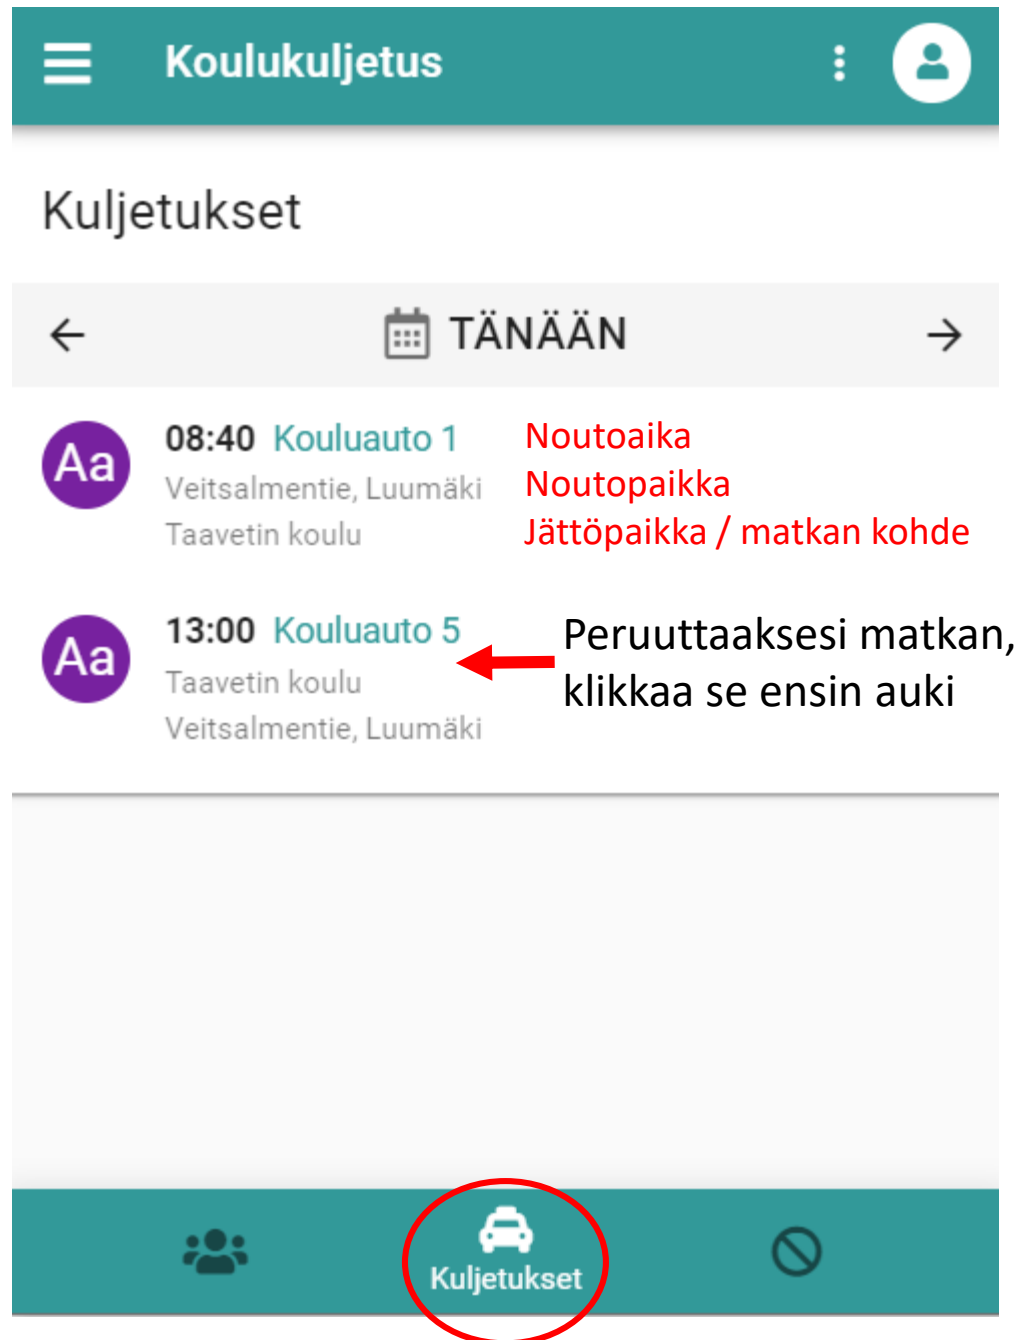 Koulukuljetus
Kuljetukset
TÄNÄÄN
Aa
08:40 Kouluauto 1
Veitsalmentie, Luumäki
Taavetin koulu
Noutoaika
Noutopaikka
Jättöpaikka / matkan kohde
Aa
13:00 Kouluauto 5
Taavetin koulu
Veitsalmentie, Luumäki
Peruuttaaksesi matkan,
klikkaa se ensin auki
Kuljetukset